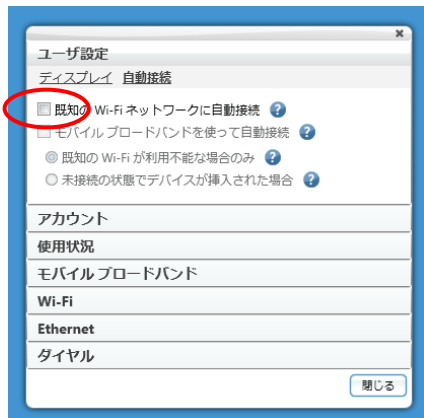 ユーザ設定
ディスプレイ 自動接続
既知の Wi-Fi ネットワークに自動接続 ?
モバイル ブロードバンドを使って自動接続 ?
既知の Wi-Fi が利用不能な場合のみ ?
未接続の状態でデバイスが挿入された場合 ?
アカウント
使用状況
モバイル ブロードバンド
Wi-Fi
Ethernet
ダイヤル
閉じる